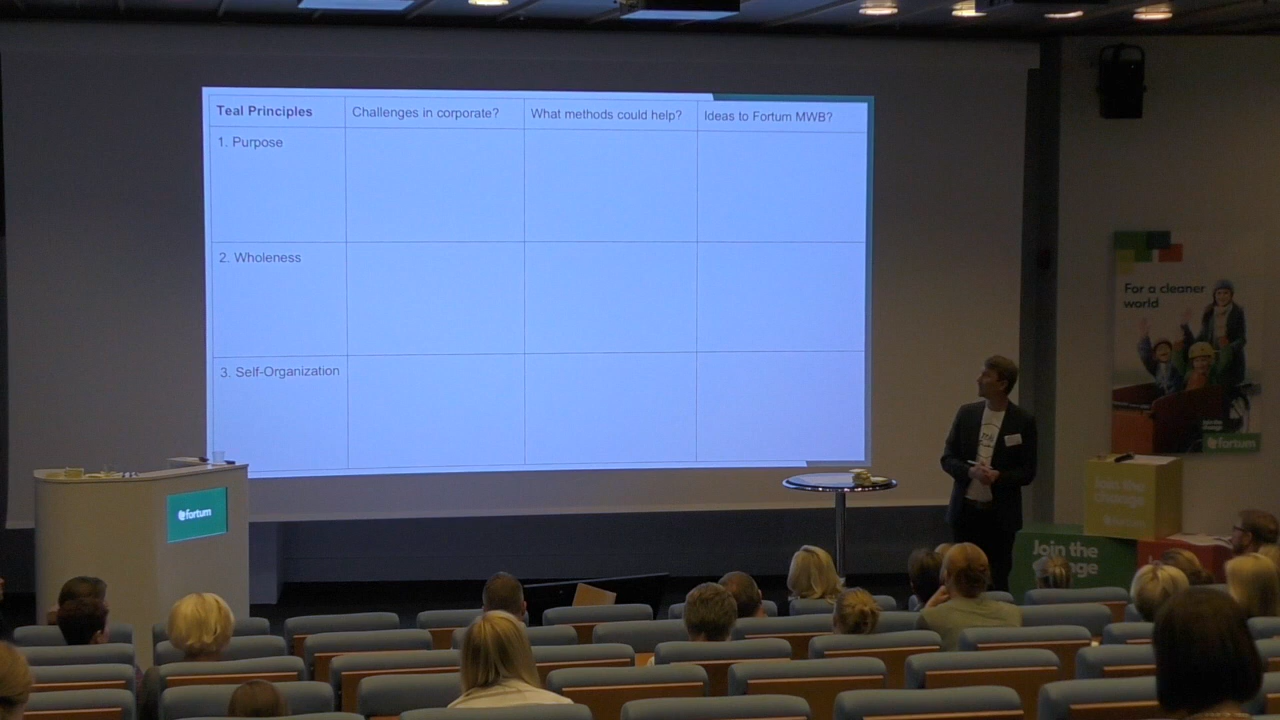 Teal Principles
Challenges in corporate?
What methods could help?
Ideas to Fortum MWB?
1. Purpose
2. Wholeness
3. Self-Organization
For a cleaner
world
fortum
fortum
Join the
change
Join the